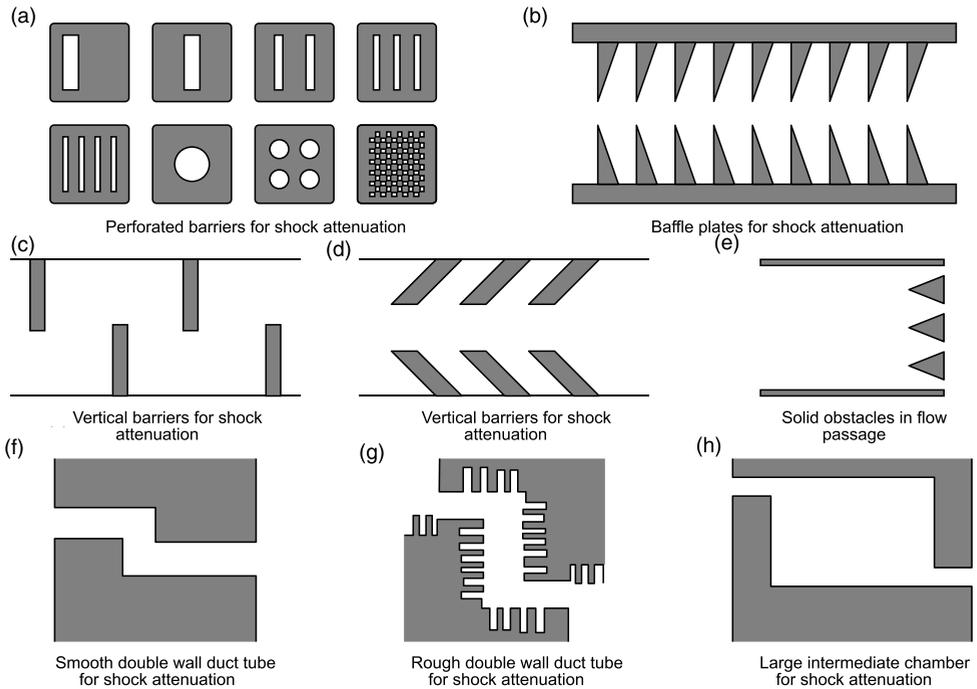 (a)
(b)
Perforated barriers for shock attenuation
Baffle plates for shock attenuation
(c)
(d)
(e)
Vertical barriers for shock
attenuation
Vertical barriers for shock
attenuation
Solid obstacles in flow
passage
(f)
(g)
(h)
Smooth double wall duct tube
for shock attenuation
Rough double wall duct tube
for shock attenuation
Large intermediate chamber
for shock attenuation